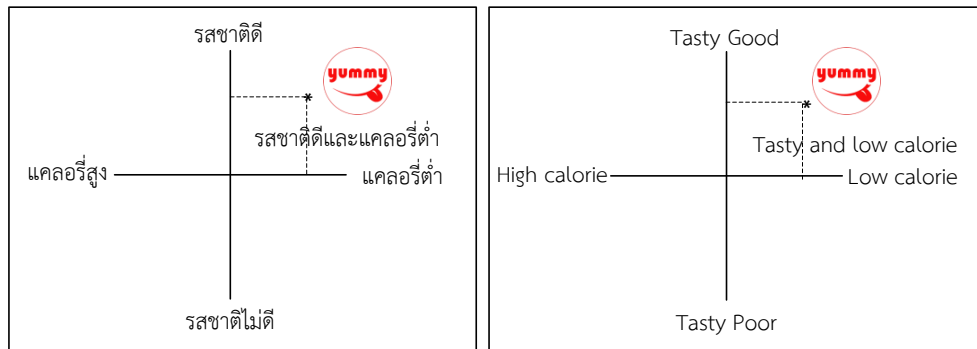 รสชาติดี
yummy
รสชาติดีและแคลอรี่ต่ำ
แคลอรี่สูง
แคลอรี่ต่ำ
รสชาติไม่ดี
Tasty Good
yummy
Tasty and low calorie
High calorie
Low calorie
Tasty Poor